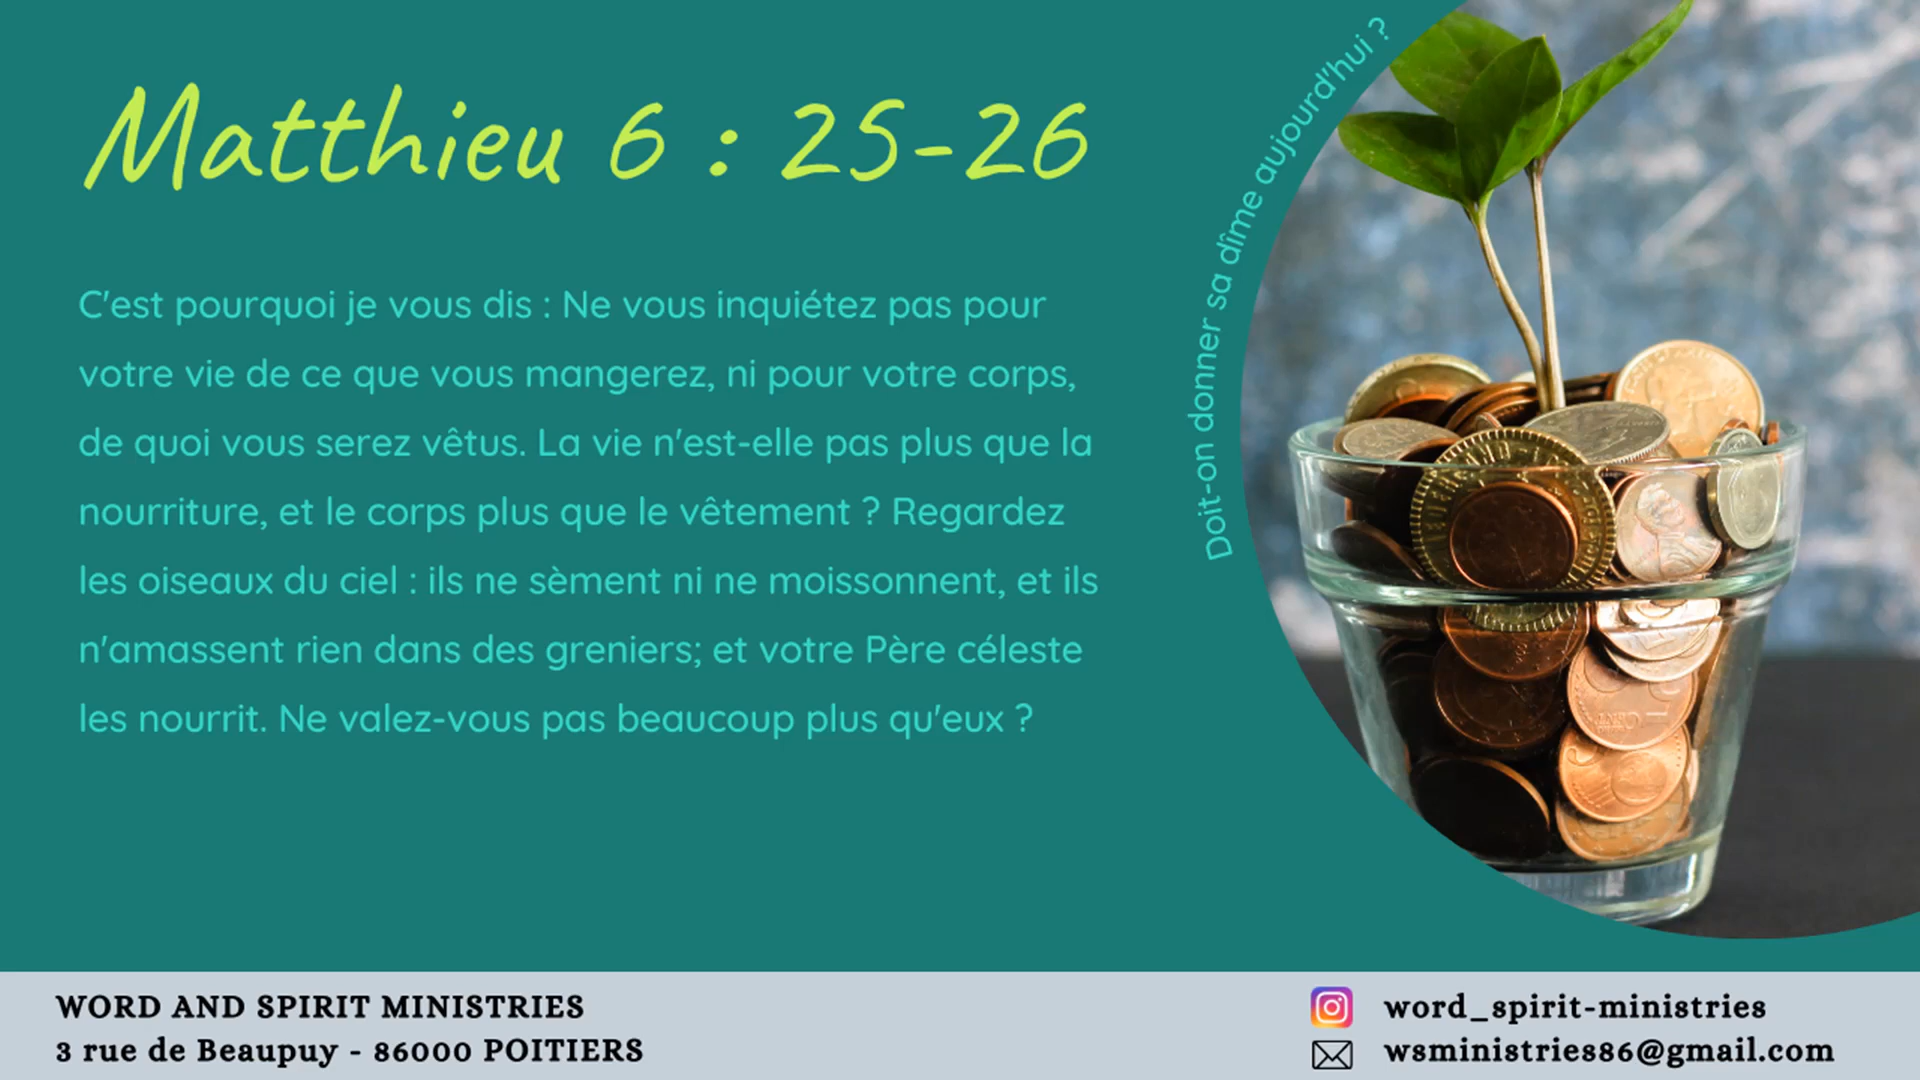 Matthieu 6 : 25-26
C'est pourquoi je vous dis : Ne vous inquiétez pas pour
votre vie de ce que vous mangerez, ni pour votre corps,
de quoi vous serez vêtus. La vie n'est-elle pas plus que la
nourriture, et le corps plus que le vêtement ? Regardez
les oiseaux du ciel : ils ne sèment ni ne moissonnent, et ils
n'amassent rien dans des greniers; et votre Père céleste
les nourrit. Ne valez-vous pas beaucoup plus qu'eux ?
Doit-on donner sa dîme aujourd'hui ?
WORD AND SPIRIT MINISTRIES
3 rue de Beaupuy - 86000 POITIERS
word_spirit-ministries
wsministries86@gmail.com